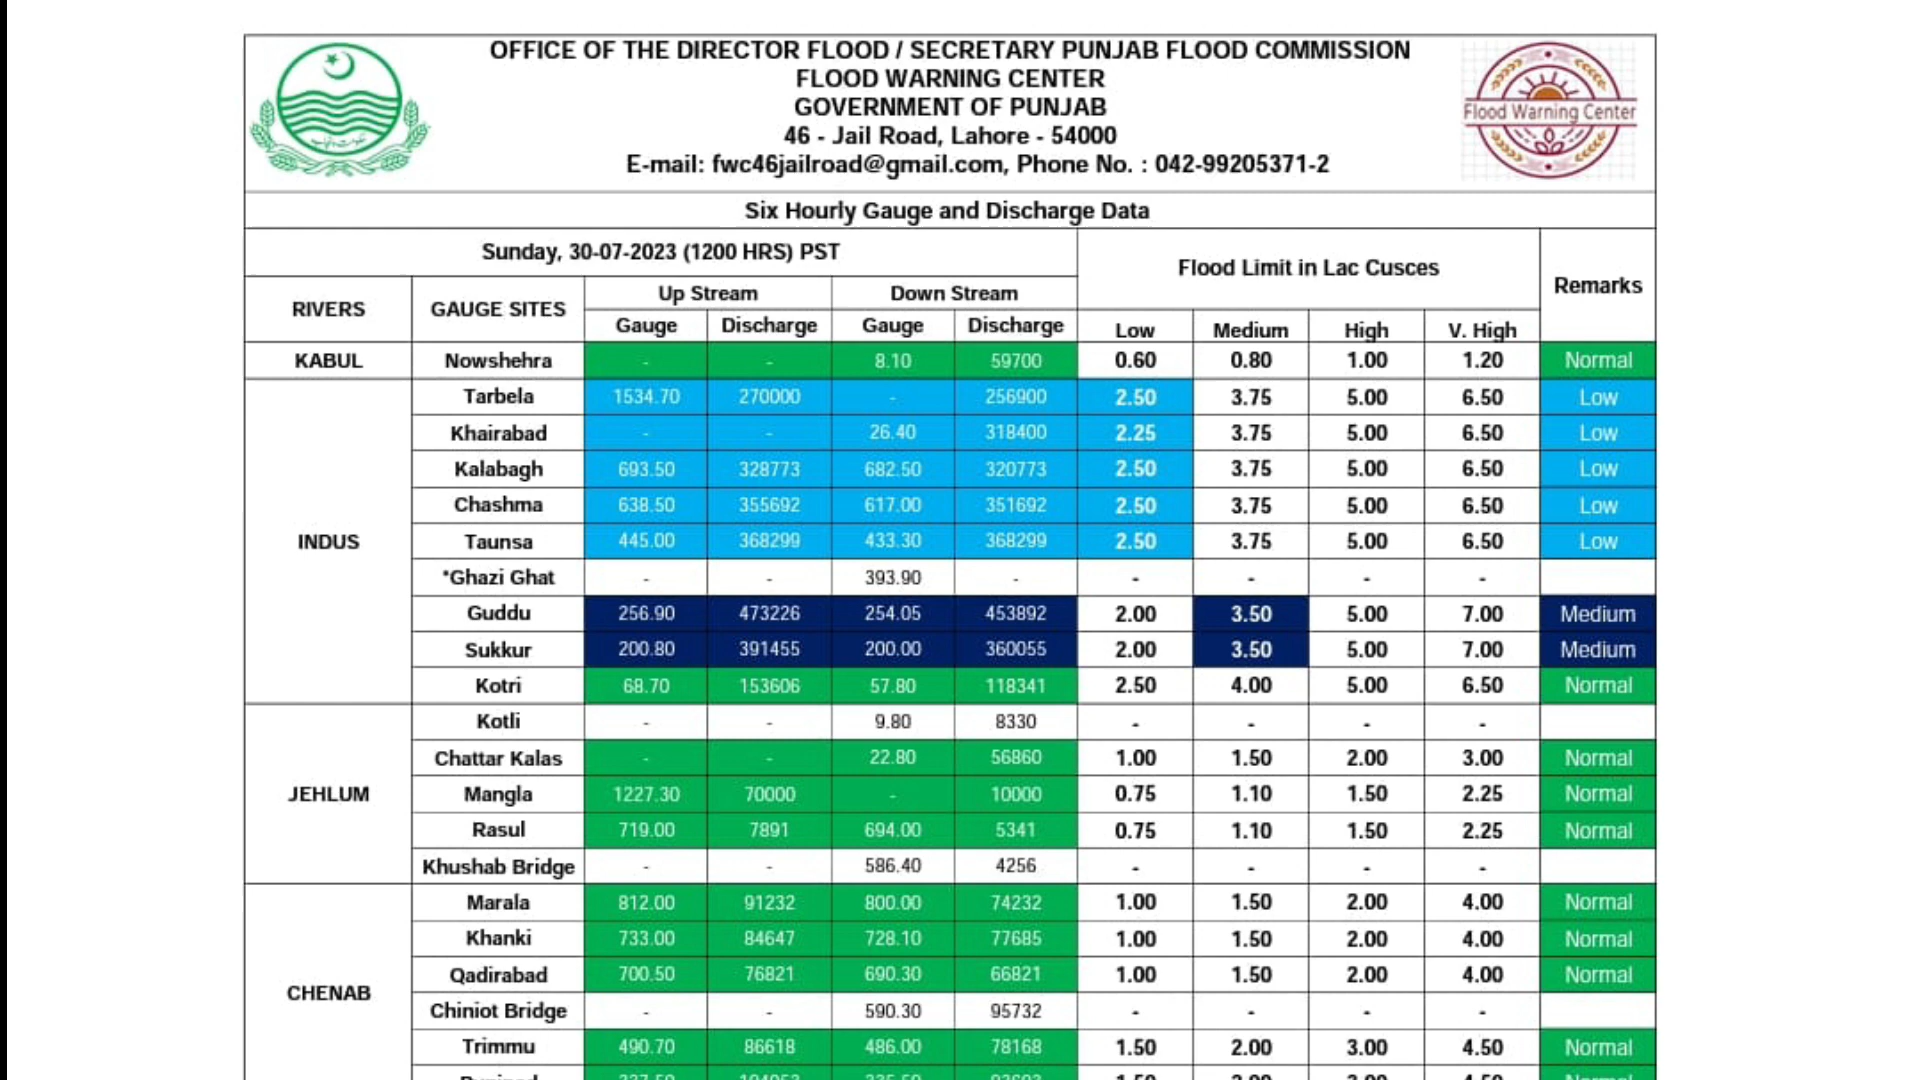 OFFICE OF THE DIRECTOR FLOOD / SECRETARY PUNJAB FLOOD COMMISSION
FLOOD WARNING CENTER
GOVERNMENT OF PUNJAB
46 - Jail Road, Lahore - 54000
E-mail: fwc46jailroad@gmail.com, Phone No. : 042-99205371-2
Flood Warning Center
Six Hourly Gauge and Discharge Data
Sunday, 30-07-2023 (1200 HRS) PST
Flood Limit in Lac Cusces
Remarks
RIVERS GAUGE SITES Up Stream Down Stream
Gauge Discharge Gauge Discharge Low Medium High V. High
KABUL Nowshehra - - 8.10 59700 0.60 0.80 1.00 1.20 Normal
INDUS
Tarbela 1534.70 270000 - 256900 2.50 3.75 5.00 6.50 Low
Khairabad - - 26.40 318400 2.25 3.75 5.00 6.50 Low
Kalabagh 693.50 328773 682.50 320773 2.50 3.75 5.00 6.50 Low
Chashma 638.50 355692 617.00 351692 2.50 3.75 5.00 6.50 Low
Taunsa 445.00 368299 433.30 368299 2.50 3.75 5.00 6.50 Low
*Ghazi Ghat - - 393.90 - - - - -
Guddu 256.90 473226 254.05 453892 2.00 3.50 5.00 7.00 Medium
Sukkur 200.80 391455 200.00 360055 2.00 3.50 5.00 7.00 Medium
Kotri 68.70 153606 57.80 118341 2.50 4.00 5.00 6.50 Normal
JEHLUM
Kotli - - 9.80 8330 - - - -
Chattar Kalas - - 22.80 56860 1.00 1.50 2.00 3.00 Normal
Mangla 1227.30 70000 - 10000 0.75 1.10 1.50 2.25 Normal
Rasul 719.00 7891 694.00 5341 0.75 1.10 1.50 2.25 Normal
Khushab Bridge - - 586.40 4256 - - - -
CHENAB
Marala 812.00 91232 800.00 74232 1.00 1.50 2.00 4.00 Normal
Khanki 733.00 84647 728.10 77685 1.00 1.50 2.00 4.00 Normal
Qadirabad 700.50 76821 690.30 66821 1.00 1.50 2.00 4.00 Normal
Chiniot Bridge - - 590.30 95732 - - - -
Trimmu 490.70 86618 486.00 78168 1.50 2.00 3.00 4.50 Normal